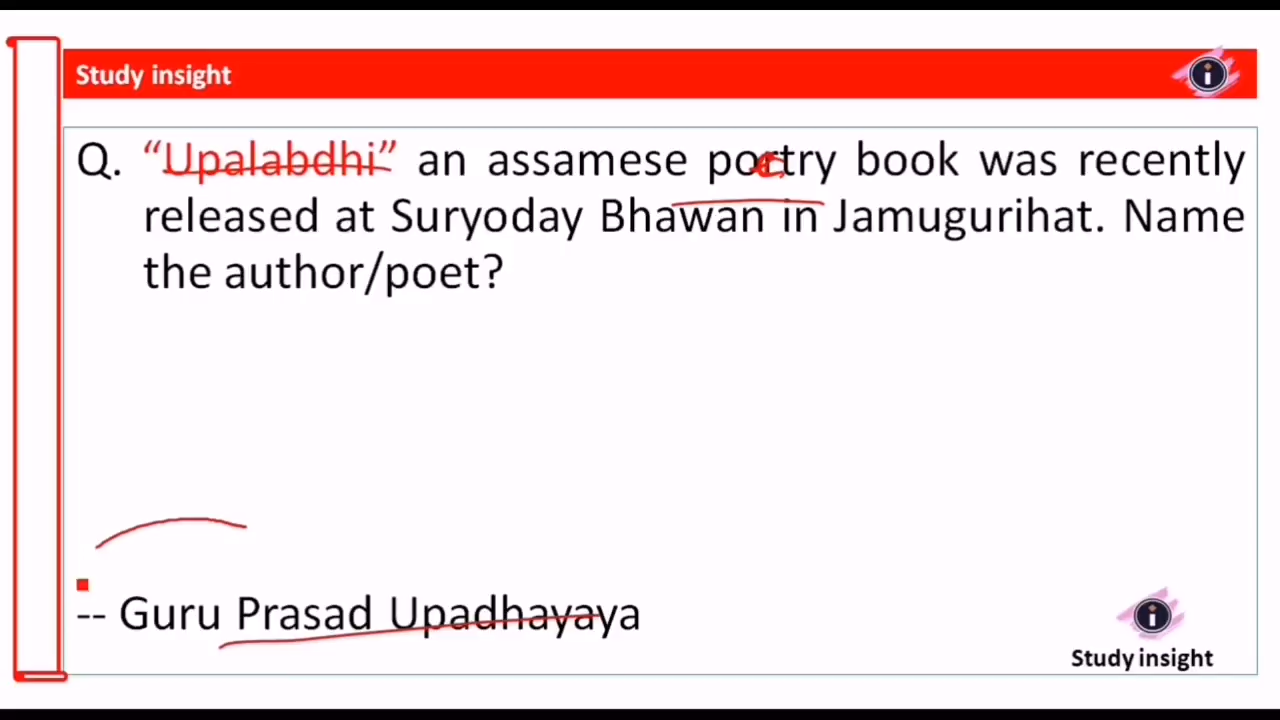 Study insight
Q. “Upalabdhi” an assamese poetry book was recently
released at Suryoday Bhawan in Jamugurihat. Name
the author/poet?
-- Guru Prasad Upadhayaya
Study insight